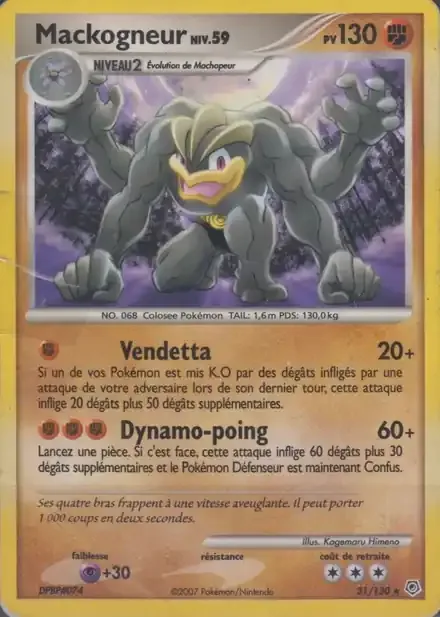 Mackogneur NIV.59 PV 130
NIVEAU 2 Évolution de Machopeur
NO. 068 Colosee Pokémon TAIL: 1,6m PDS: 130,0kg
Vendetta 20+
Si un de vos Pokémon est mis K.O par des dégâts infligés par une
attaque de votre adversaire lors de son dernier tour, cette attaque
inflige 20 dégâts plus 50 dégâts supplémentaires.
Dynamo-poing 60+
Lancez une pièce. Si c'est face, cette attaque inflige 60 dégâts plus 30
dégâts supplémentaires et le Pokémon Défenseur est maintenant Confus.
Ses quatre bras frappent à une vitesse aveuglante. Il peut porter
1 000 coups en deux secondes.
Illus. Kagemaru Himeno
faiblesse résistance coût de retraite
+30
DPBP#074 ©2007 Pokémon/Nintendo 31/130 ★